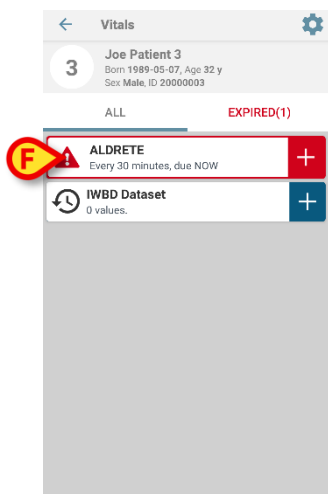 Vitals
3
Joe Patient 3
Born 1989-05-07, Age 32 y
Sex Male, ID 20000003
ALL
EXPIRED(1)
F
ALDRETE
Every 30 minutes, due NOW
IWBD Dataset
0 values.